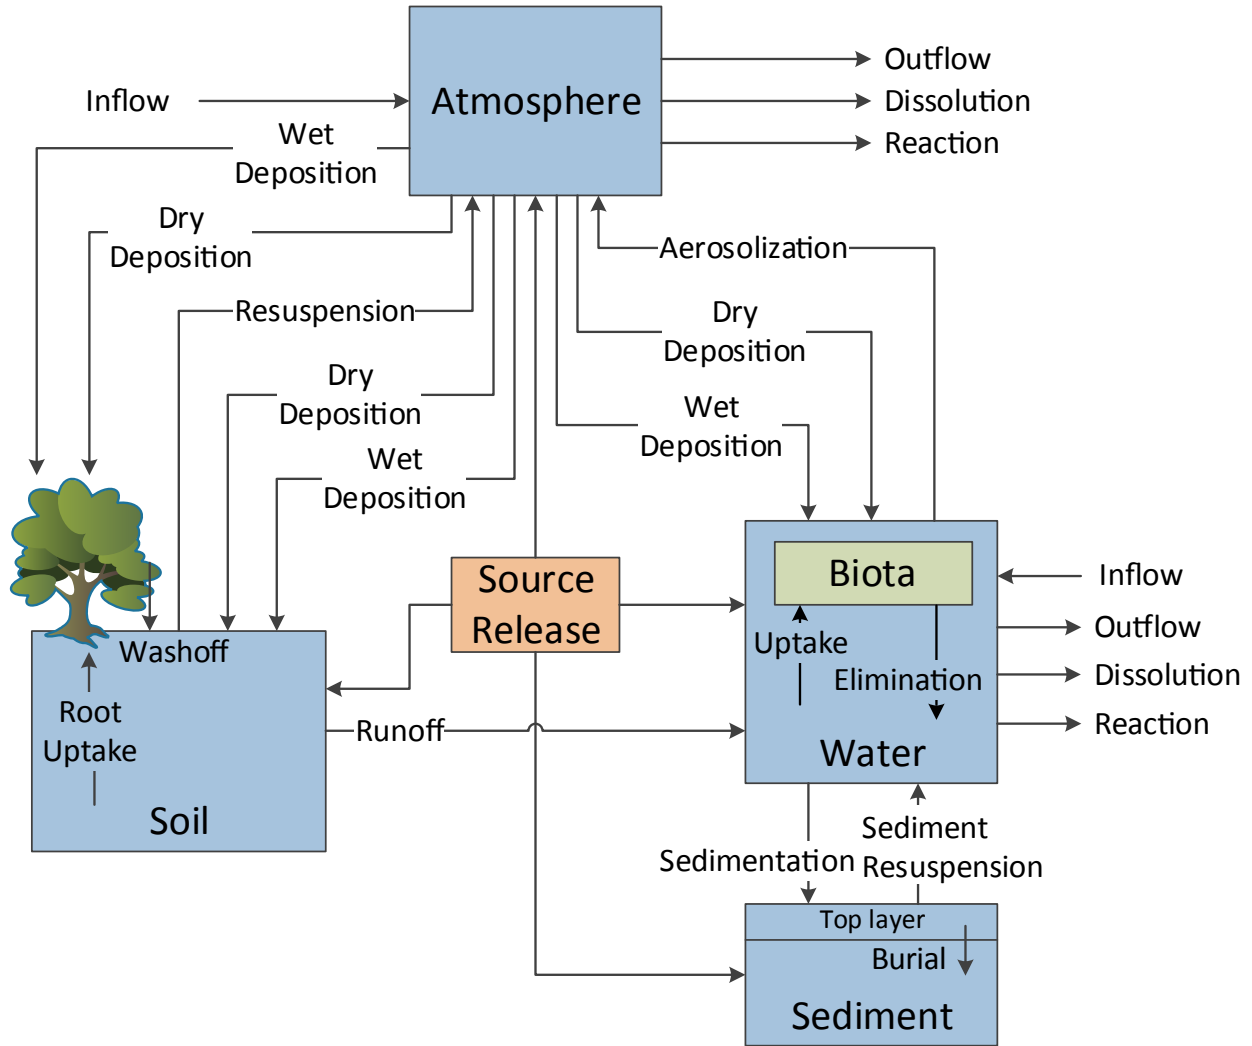 Outflow
Inflow
Atmosphere
Dissolution
Reaction
Wet
Deposition
Dry
Deposition
Aerosolization
Resuspension
Dry
Deposition
Dry
Deposition
Wet
Deposition
Wet
Deposition
Source
Release
Biota
Inflow
Outflow
Uptake
Elimination
Dissolution
Washoff
Root
Uptake
Runoff
Reaction
Water
Soil
Sediment
Resuspension
Sedimentation
Top layer
Burial
Sediment